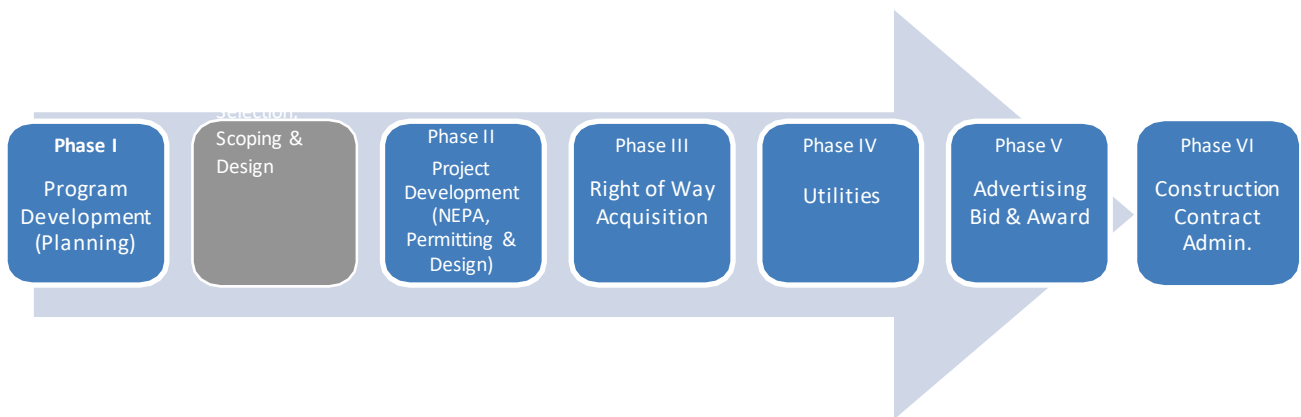 Phase I
Program
Development
(Planning)
Selection,
Scoping &
Design
Phase II
Project
Development
(NEPA,
Permitting &
Design)
Phase III
Right of Way
Acquisition
Phase IV
Utilities
Phase V
Advertising
Bid & Award
Phase VI
Construction
Contract
Admin.